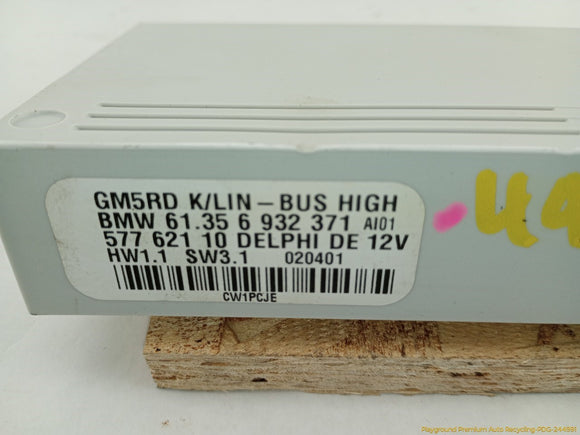 GM5RD K/LIN – BUS HIGH
BMW 61.35 6 932 371 AI01
577 621 10 DELPHI DE 12V
HW1.1 SW3.1 020401
CW1PCJE
Playground Premium Auto Recycling-PDG-244991